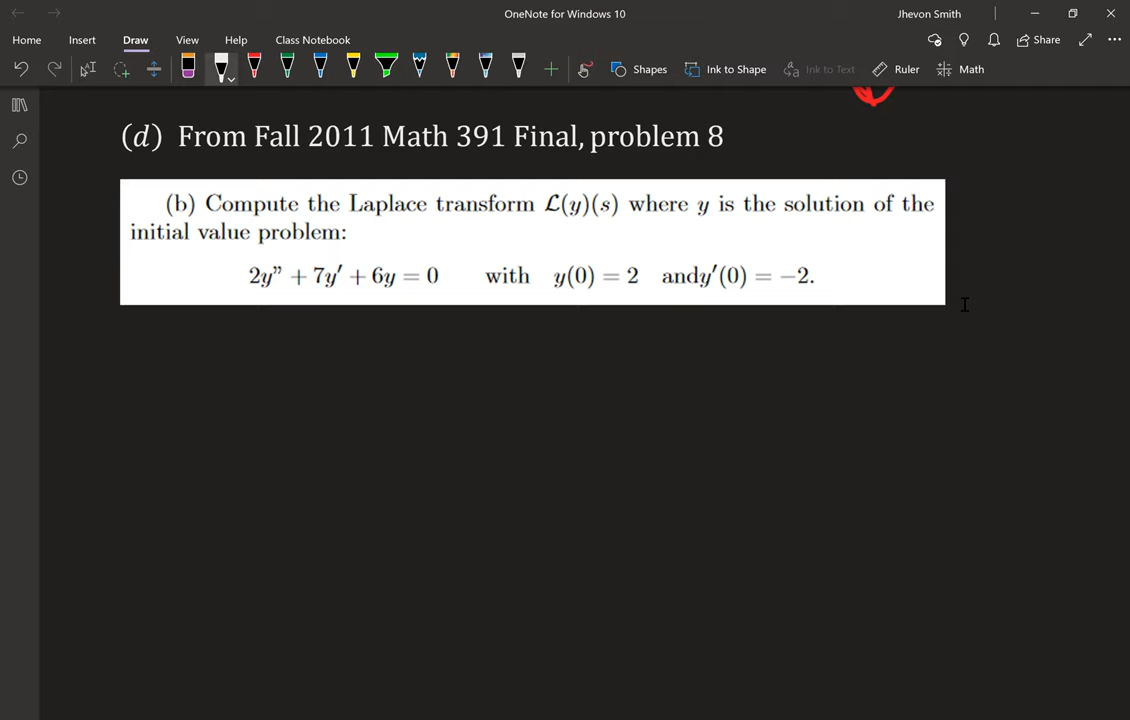 OneNote for Windows 10
Jhevon Smith
Home Insert Draw View Help Class Notebook
Share
Shapes Ink to Shape Ink to Text Ruler Math
(d) From Fall 2011 Math 391 Final, problem 8
(b) Compute the Laplace transform ℒ(y)(s) where y is the solution of the
initial value problem:
2y” + 7y′ + 6y = 0 with y(0) = 2 andy′(0) = −2.